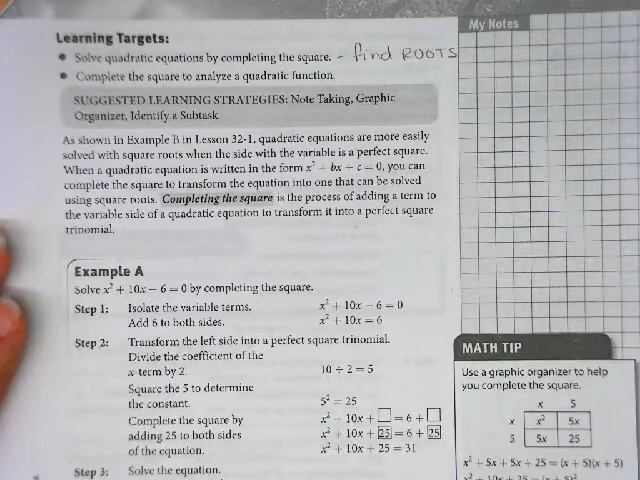 My Notes
Learning Targets:
• Solve quadratic equations by completing the square. - find ROOTS
• Complete the square to analyze a quadratic function.
SUGGESTED LEARNING STRATEGIES: Note Taking, Graphic
Organizer, Identify a Subtask
As shown in Example B in Lesson 32-1, quadratic equations are more easily
solved with square roots when the side with the variable is a perfect square.
When a quadratic equation is written in the form x² + bx + c = 0, you can
complete the square to transform the equation into one that can be solved
using square roots. Completing the square is the process of adding a term to
the variable side of a quadratic equation to transform it into a perfect square
trinomial.
Example A
Solve x² + 10x − 6 = 0 by completing the square.
Step 1: Isolate the variable terms. x² + 10x − 6 = 0
Add 6 to both sides. x² + 10x = 6
Step 2: Transform the left side into a perfect square trinomial.
Divide the coefficient of the
x-term by 2. 10 ÷ 2 = 5
Square the 5 to determine
the constant. 5² = 25
Complete the square by x² + 10x + □ = 6 + □
adding 25 to both sides x² + 10x + 25 = 6 + 25
of the equation. x² + 10x + 25 = 31
Step 3: Solve the equation.
MATH TIP
Use a graphic organizer to help
you complete the square.
x 5
x x² 5x
5 5x 25
x² + 5x + 5x + 25 = (x + 5)(x + 5)
x² + 10x + 25 = (x + 5)²